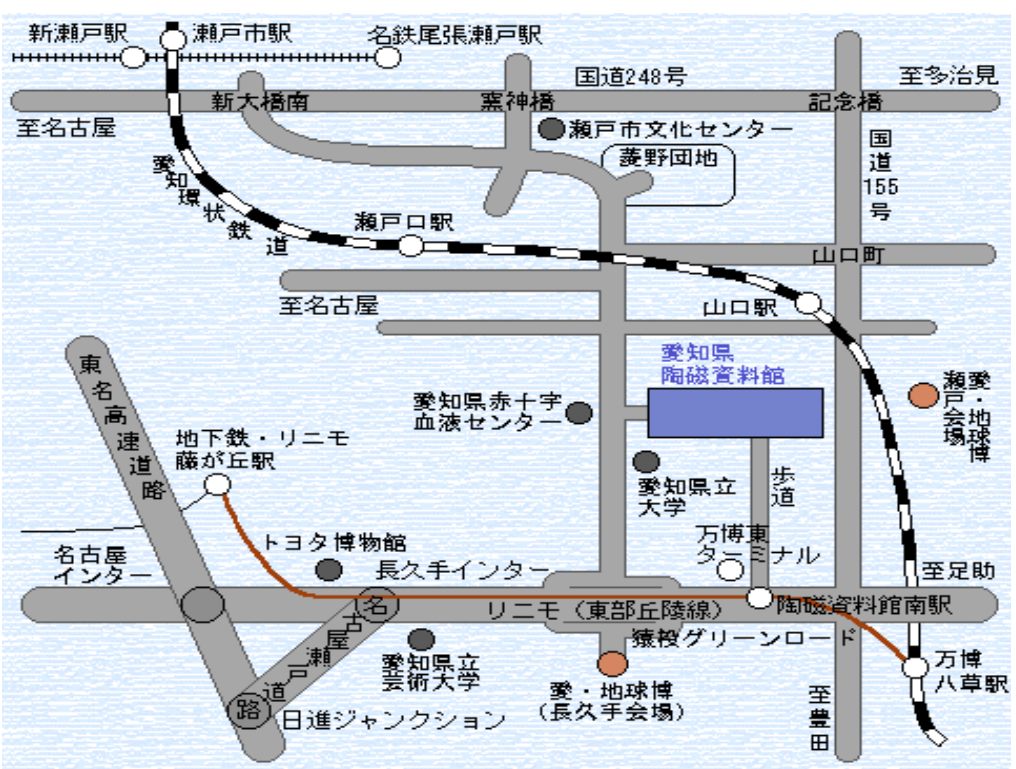 新瀬戸駅
瀬戸市駅
名鉄尾張瀬戸駅
国道248号
至多治見
新大橋南
窯神橋
記念橋
至名古屋
瀬戸市文化センター
菱野団地
国道155号
愛知環状鉄道
瀬戸口駅
山口町
至名古屋
山口駅
愛知県
陶磁資料館
東名高速道路
愛知県赤十字
血液センター
愛・地球博
瀬戸会場
地下鉄・リニモ
藤が丘駅
愛知県立
大学
歩道
万博東
ターミナル
名古屋
インター
トヨタ博物館
長久手インター
至足助
リニモ(東部丘陵線)
陶磁資料館南駅
猿投グリーンロード
名古屋瀬戸道路
愛知県立
芸術大学
愛・地球博
(長久手会場)
万博
八草駅
至豊田
日進ジャンクション